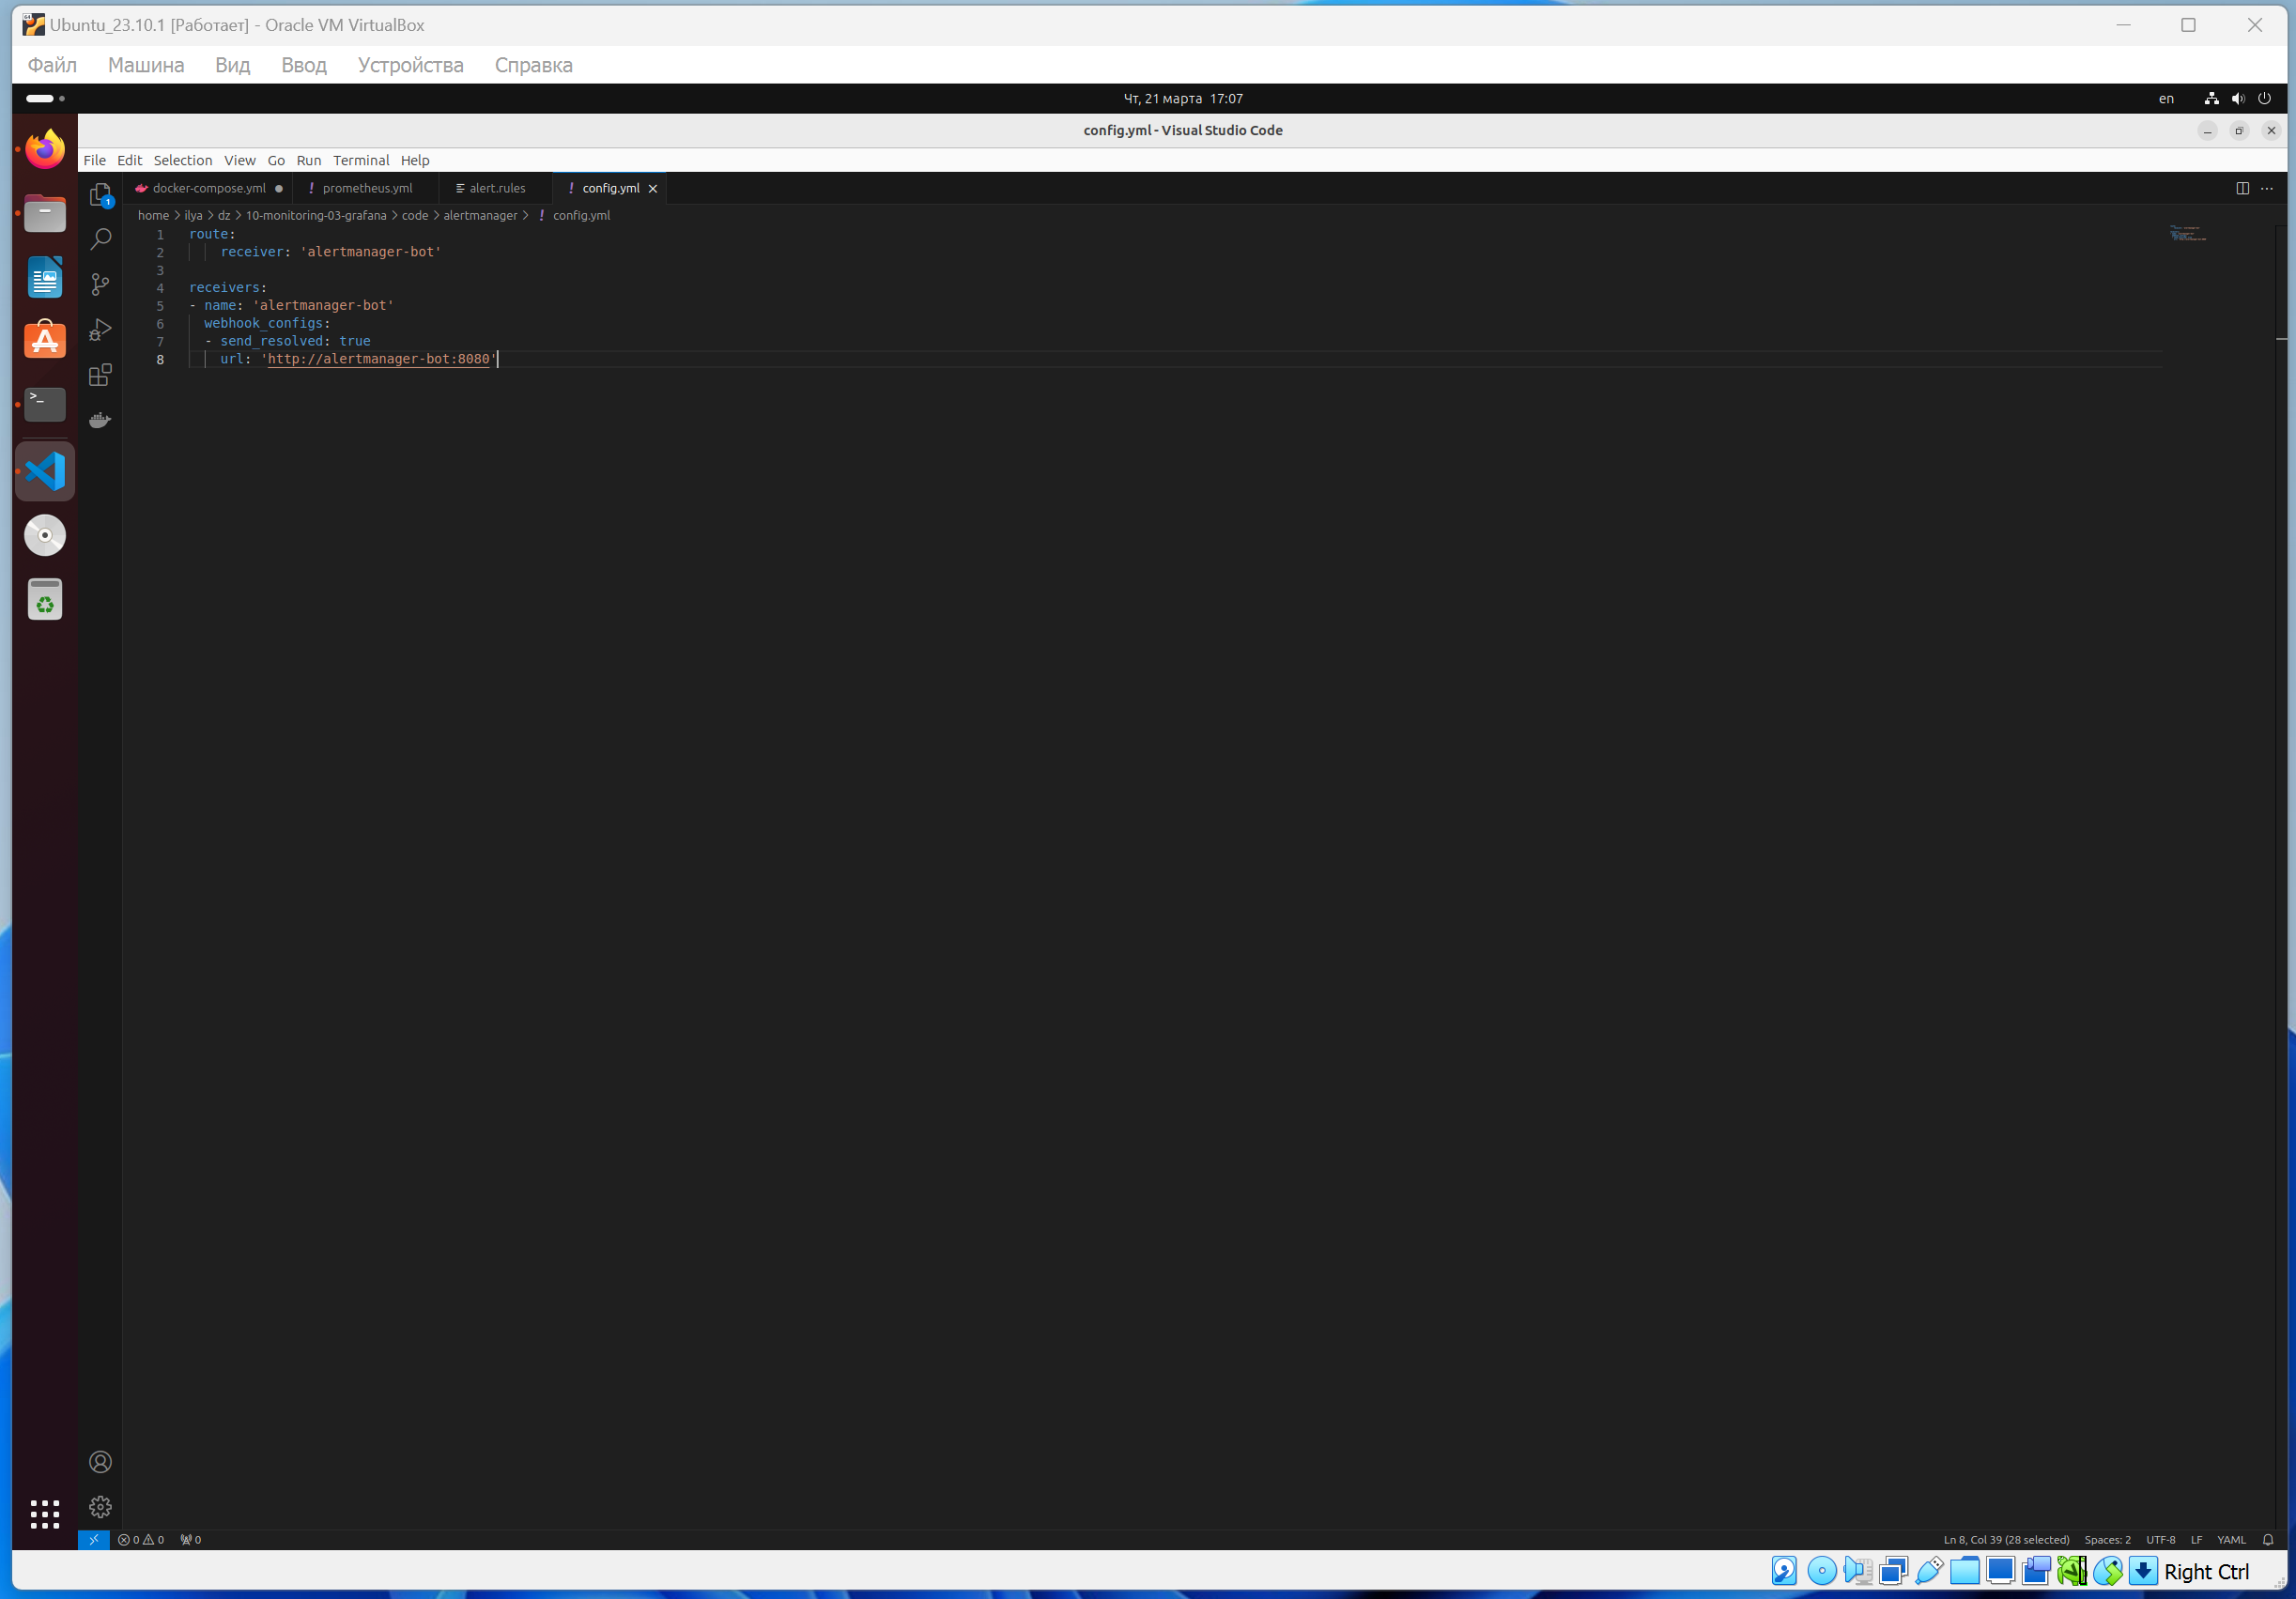 Ubuntu_23.10.1 [Работает] - Oracle VM VirtualBox
Файл Машина Вид Ввод Устройства Справка
Чт, 21 марта 17:07
en
config.yml - Visual Studio Code
File Edit Selection View Go Run Terminal Help
docker-compose.yml ! prometheus.yml alert.rules ! config.yml
home > ilya > dz > 10-monitoring-03-grafana > code > alertmanager > ! config.yml
1 route:
2 receiver: 'alertmanager-bot'
3
4 receivers:
5 - name: 'alertmanager-bot'
6 webhook_configs:
7 - send_resolved: true
8 url: 'http://alertmanager-bot:8080'
1
>_
0 0 0
Ln 8, Col 39 (28 selected) Spaces: 2 UTF-8 LF YAML
Right Ctrl